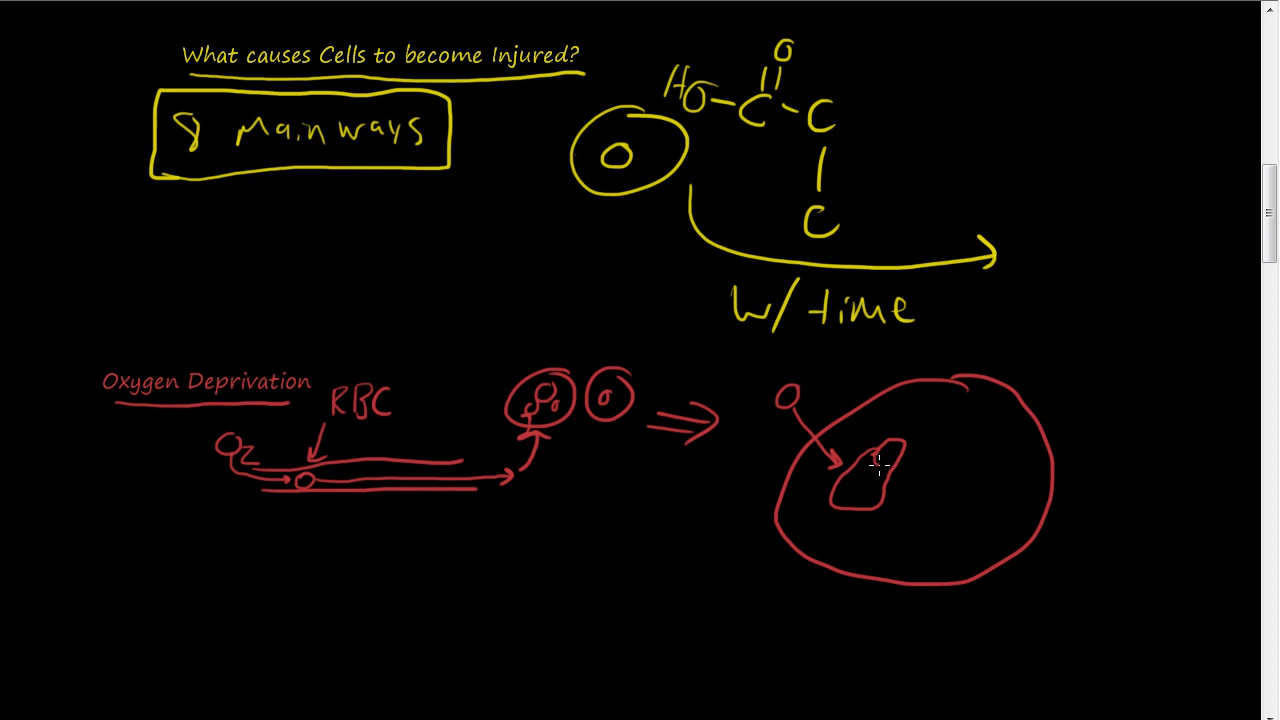 What causes Cells to become Injured?
8 Main ways
O
HO-C-C
C
w/time
Oxygen Deprivation
RBC
O2
O